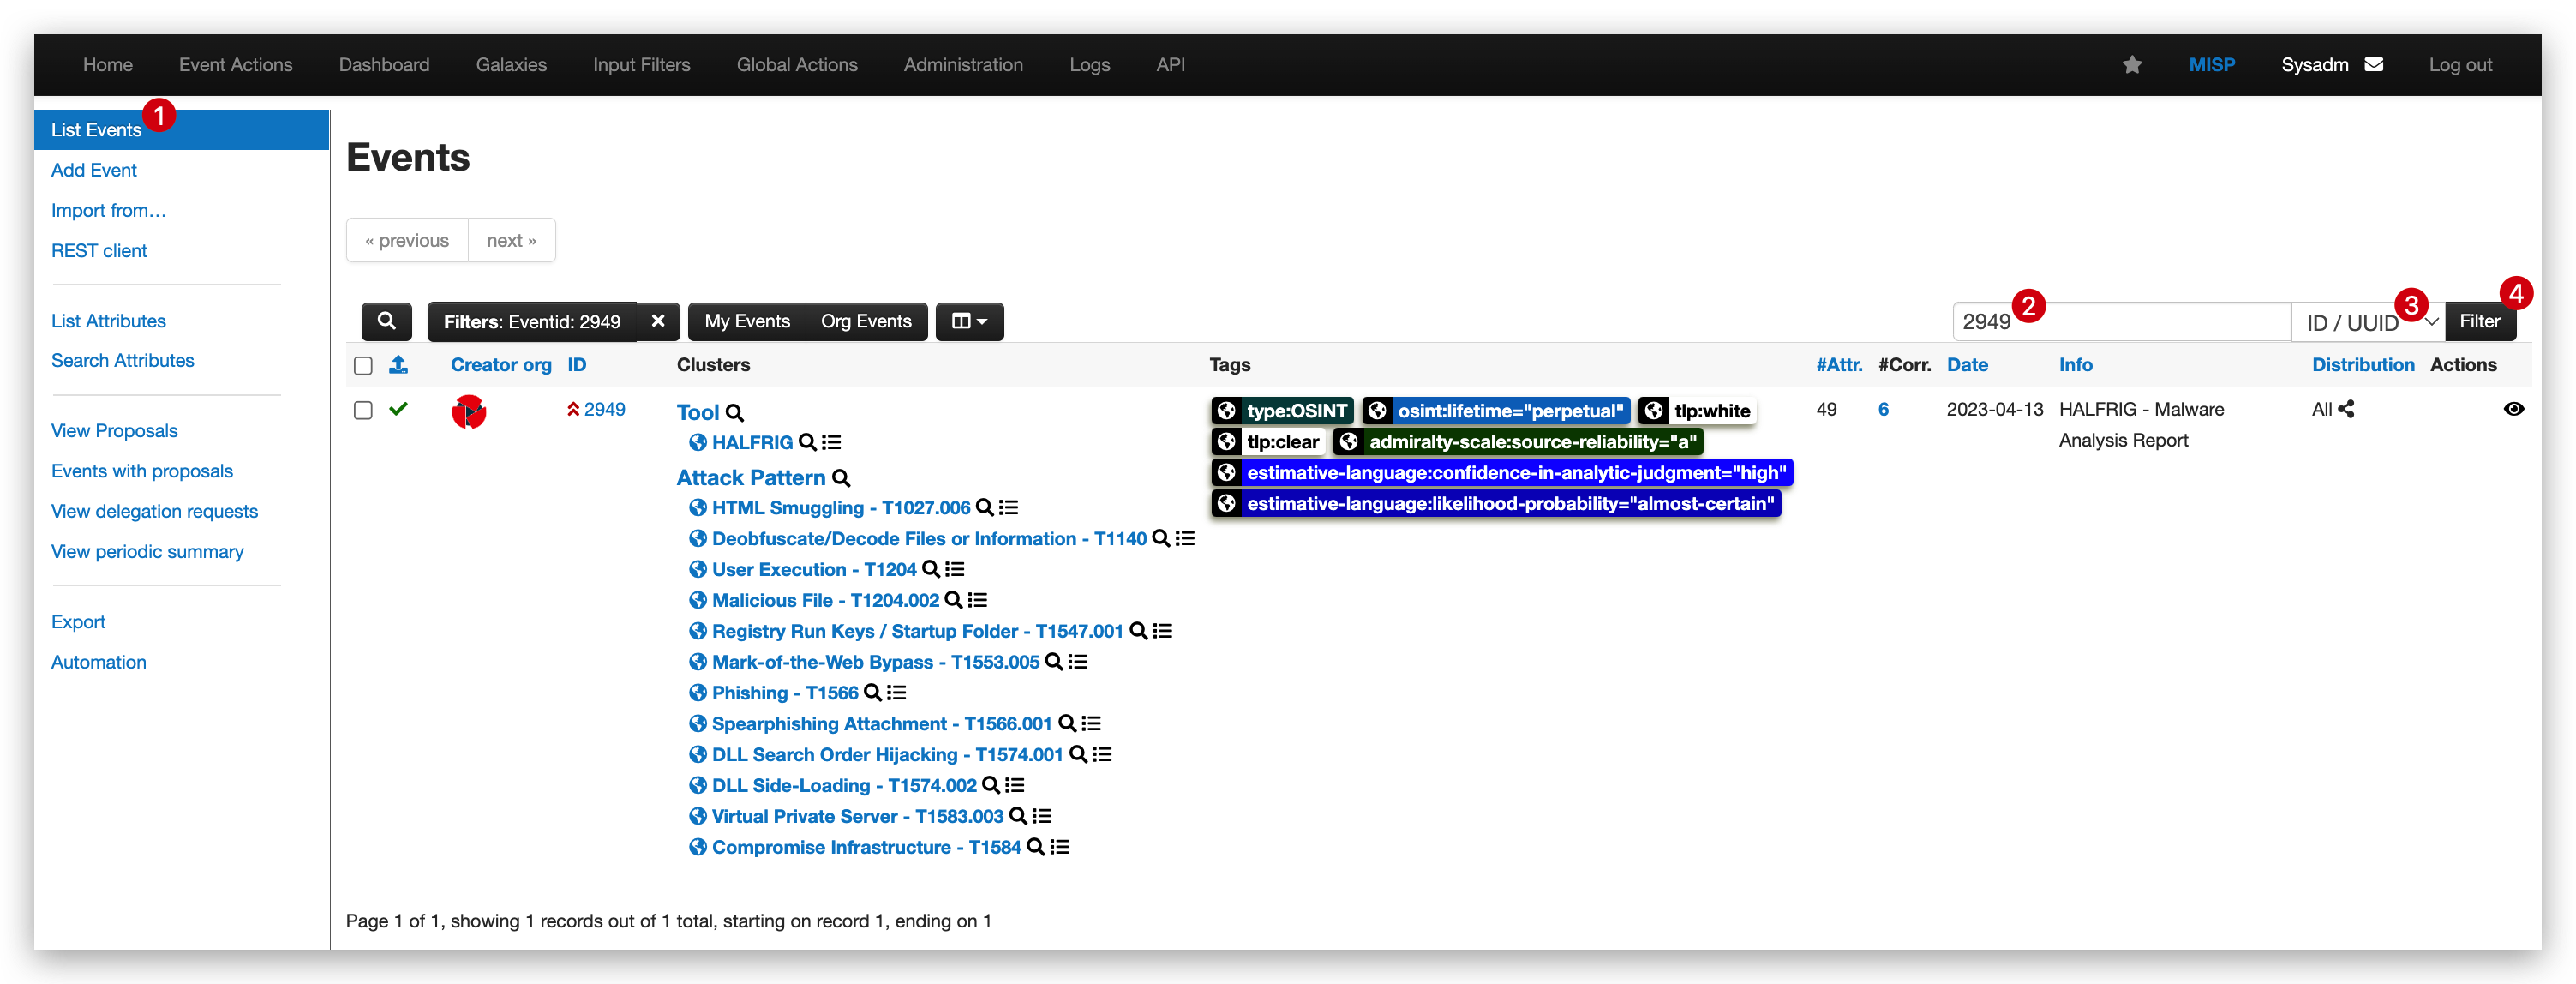 Home Event Actions Dashboard Galaxies Input Filters Global Actions Administration Logs API MISP Sysadm Log out
List Events 1
Add Event
Import from…
REST client
List Attributes
Search Attributes
View Proposals
Events with proposals
View delegation requests
View periodic summary
Export
Automation
Events
« previous next »
Filters: Eventid: 2949 × My Events Org Events 2949 2 ID / UUID 3 Filter 4
Creator org ID Clusters Tags #Attr. #Corr. Date Info Distribution Actions
2949
Tool
HALFRIG
Attack Pattern
HTML Smuggling - T1027.006
Deobfuscate/Decode Files or Information - T1140
User Execution - T1204
Malicious File - T1204.002
Registry Run Keys / Startup Folder - T1547.001
Mark-of-the-Web Bypass - T1553.005
Phishing - T1566
Spearphishing Attachment - T1566.001
DLL Search Order Hijacking - T1574.001
DLL Side-Loading - T1574.002
Virtual Private Server - T1583.003
Compromise Infrastructure - T1584
type:OSINT osint:lifetime="perpetual" tlp:white
tlp:clear admiralty-scale:source-reliability="a"
estimative-language:confidence-in-analytic-judgment="high"
estimative-language:likelihood-probability="almost-certain"
49 6 2023-04-13 HALFRIG - Malware
Analysis Report
All
Page 1 of 1, showing 1 records out of 1 total, starting on record 1, ending on 1